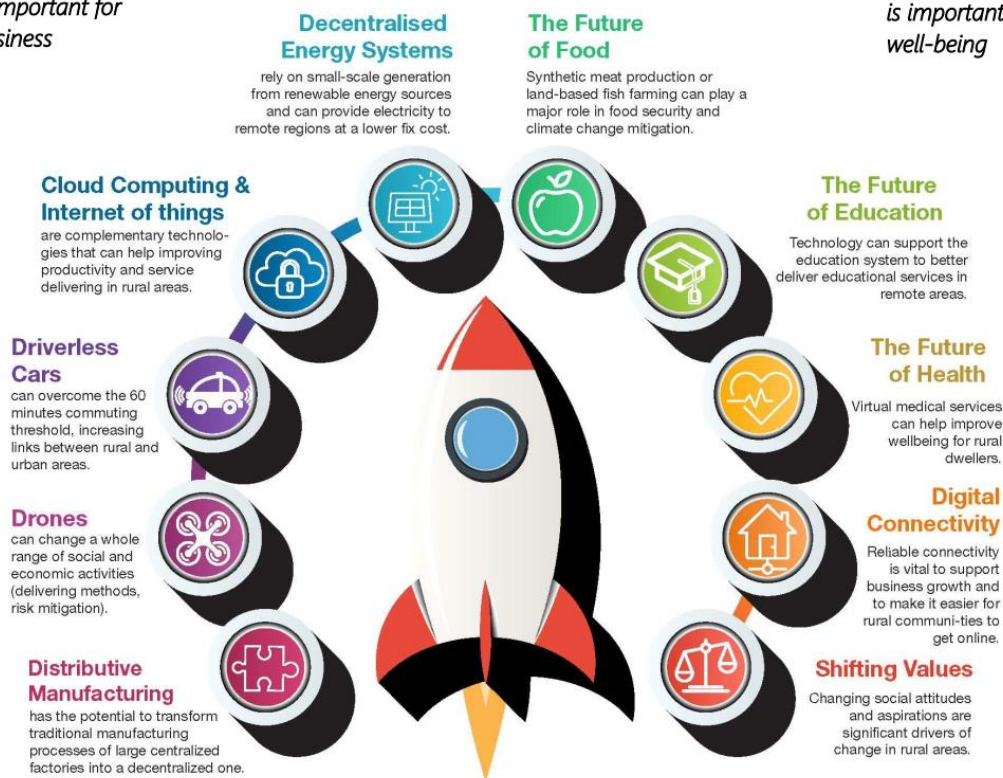 mportant for
siness
is important
well-being
Decentralised
Energy Systems
rely on small-scale generation
from renewable energy sources
and can provide electricity to
remote regions at a lower fix cost.
The Future
of Food
Synthetic meat production or
land-based fish farming can play a
major role in food security and
climate change mitigation.
Cloud Computing &
Internet of things
are complementary technolo-
gies that can help improving
productivity and service
delivering in rural areas.
The Future
of Education
Technology can support the
education system to better
deliver educational services in
remote areas.
Driverless
Cars
can overcome the 60
minutes commuting
threshold, increasing
links between rural and
urban areas.
The Future
of Health
Virtual medical services
can help improve
wellbeing for rural
dwellers.
Drones
can change a whole
range of social and
economic activities
(delivering methods,
risk mitigation).
Digital
Connectivity
Reliable connectivity
is vital to support
business growth and
to make it easier for
rural communi-ties to
get online.
Distributive
Manufacturing
has the potential to transform
traditional manufacturing
processes of large centralized
factories into a decentralized one.
Shifting Values
Changing social attitudes
and aspirations are
significant drivers of
change in rural areas.